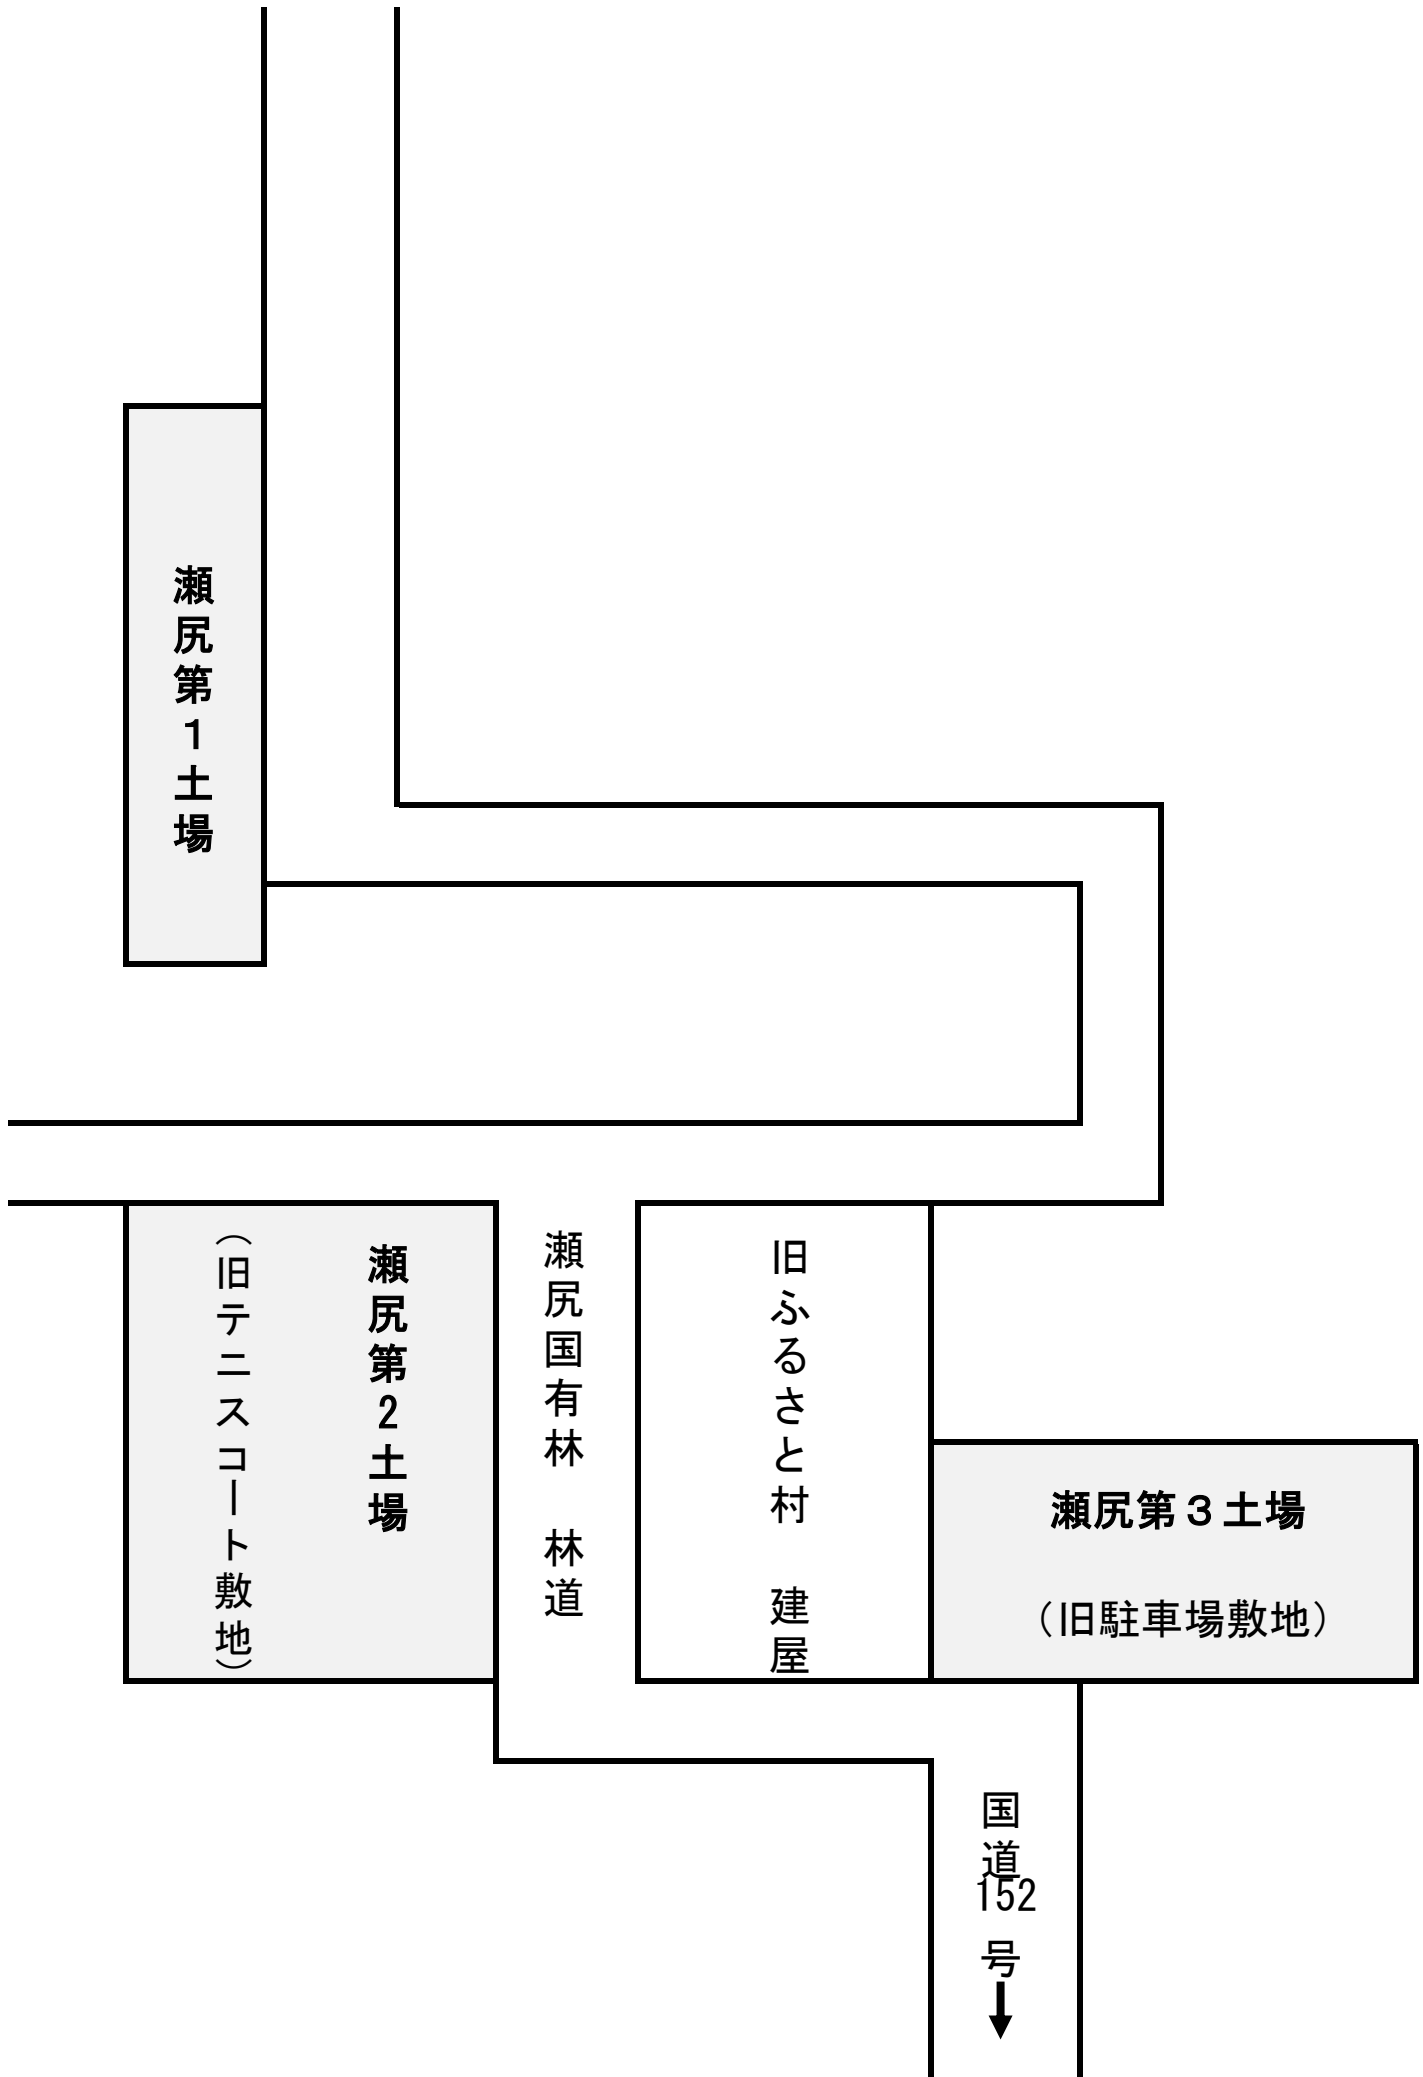 瀬尻第１土場
瀬尻第２土場
（旧テニスコート敷地）
瀬尻国有林　林道
旧ふるさと村　建屋
瀬尻第３土場
（旧駐車場敷地）
国道152号